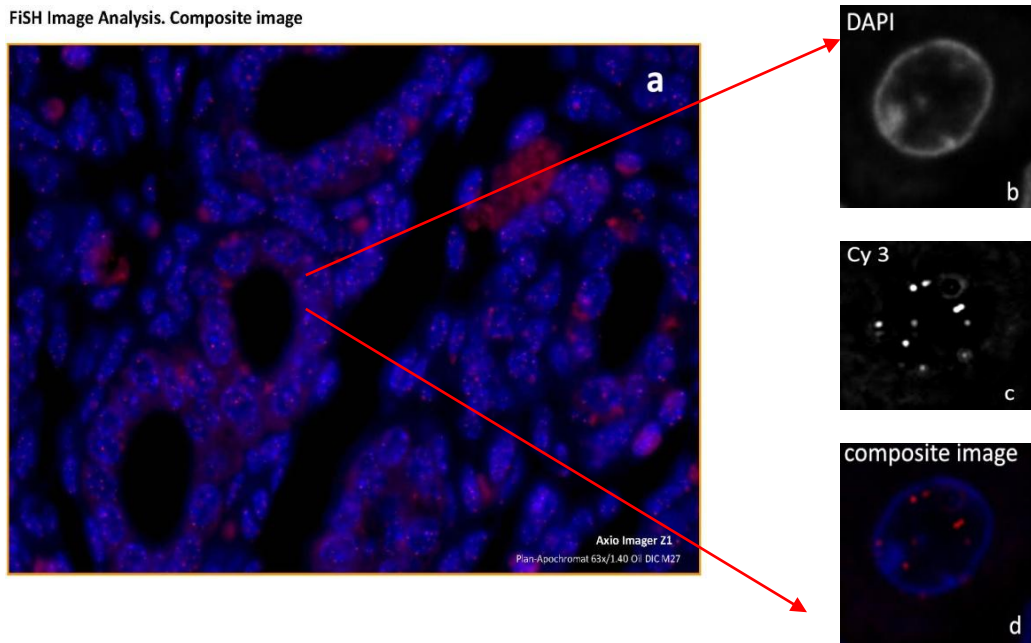 FiSH Image Analysis. Composite image
a
Axio Imager Z1
Plan-Apochromat 63x/1.40 Oil DIC M27
DAPI
b
Cy 3
c
composite image
d